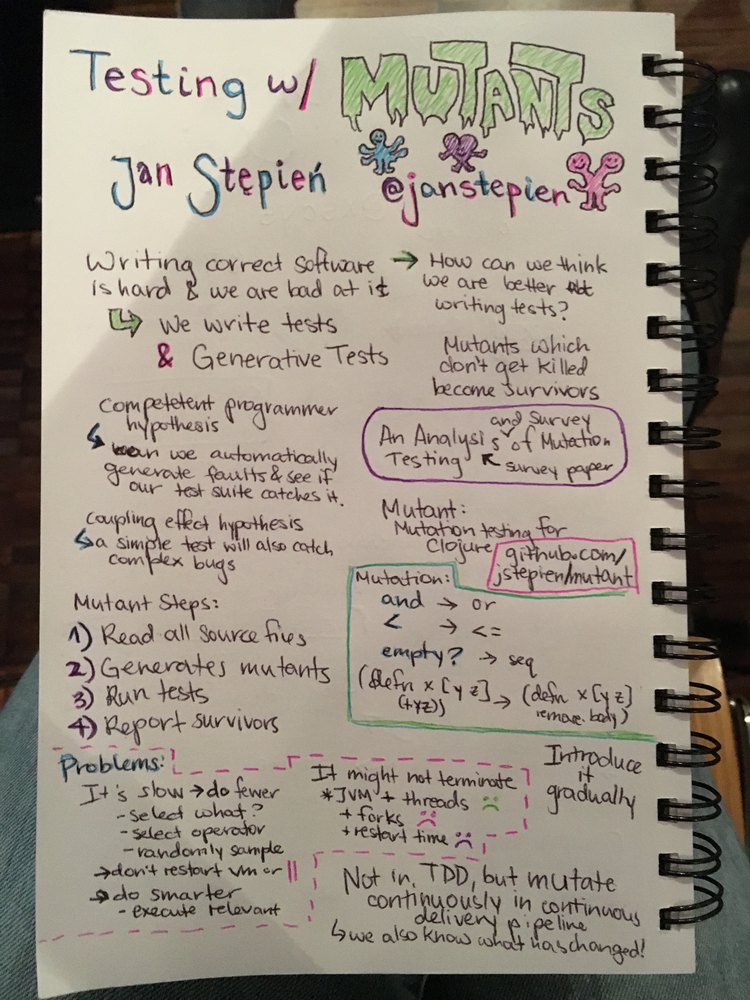 Testing w/ MUTANTS
Jan Stępień @janstepien
Writing correct software
is hard & we are bad at it
→ How can we think
we are better at
writing tests?
↳ We write tests
& Generative Tests
Mutants which
don't get killed
become survivors
Competetent programmer
hypothesis
↳ can we automatically
generate faults & see if
our test suite catches it.
and survey
An Analysis of Mutation
Testing ↖ survey paper
Coupling effect hypothesis
↳ a simple test will also catch
complex bugs
Mutant:
Mutation testing for
Clojure
github.com/
jstepien/mutant
Mutant Steps:
1) Read all source files
2) Generates mutants
3) Run tests
4) Report survivors
Mutation:
and → or
< → <=
empty? → seq
(defn x [y z] → (defn x [y z]
(+yz)) remove.body)
Problems:
It's slow → do fewer
- select what?
- select operator
- randomly sample
→ don't restart vm or ||
→ do smarter
- execute relevant
It might not terminate
* JVM + threads
+ forks
+ restart time
Introduce
it
gradually
Not in TDD, but mutate
continuously in continuous
delivery pipeline
↳ we also know what has changed!